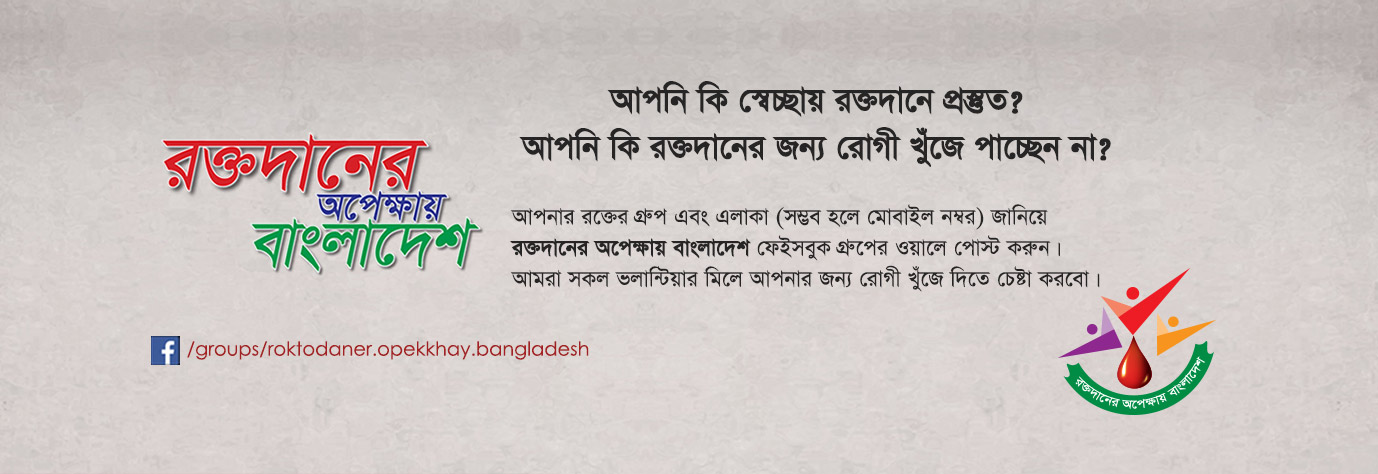 রক্তদানের
অপেক্ষায়
বাংলাদেশ
আপনি কি স্বেচ্ছায় রক্তদানে প্রস্তুত?
আপনি কি রক্তদানের জন্য রোগী খুঁজে পাচ্ছেন না?
আপনার রক্তের গ্রুপ এবং এলাকা (সম্ভব হলে মোবাইল নম্বর) জানিয়ে
রক্তদানের অপেক্ষায় বাংলাদেশ ফেইসবুক গ্রুপের ওয়ালে পোস্ট করুন।
আমরা সকল ভলান্টিয়ার মিলে আপনার জন্য রোগী খুঁজে দিতে চেষ্টা করবো।
f /groups/roktodaner.opekkhay.bangladesh
রক্তদানের অপেক্ষায় বাংলাদেশ